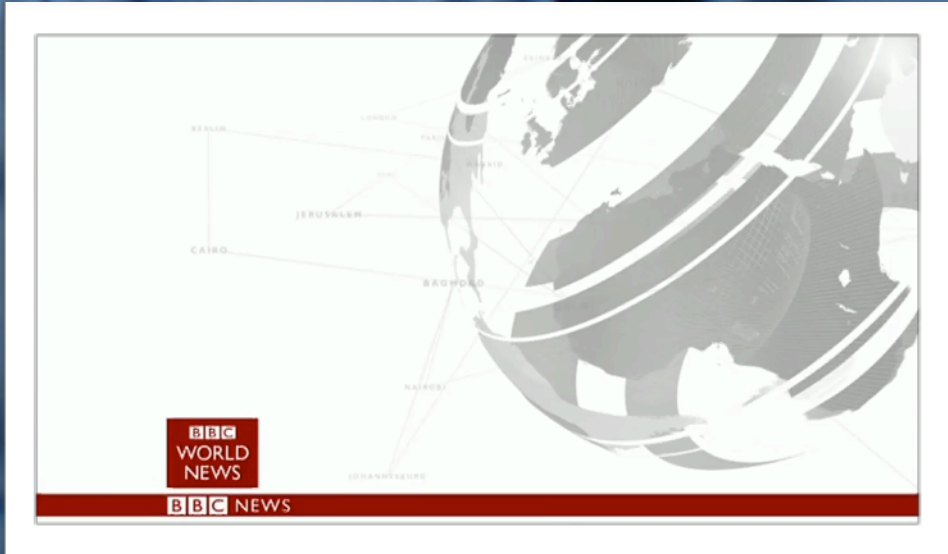 BERLIN
LONDON
PARIS
MADRID
JERUSALEM
CAIRO
BAGHDAD
NAIROBI
JOHANNESBURG
BBC
WORLD
NEWS
BBC NEWS